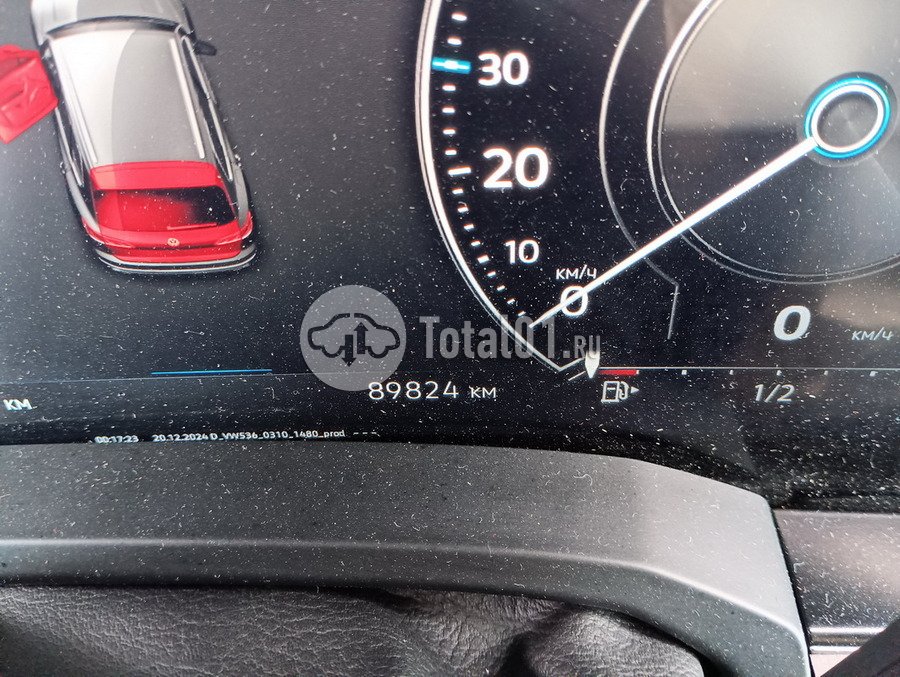 30
20
10
КМ/Ч
0
0 КМ/Ч
Total01.Ru
89824 КМ
1/2
КМ
00:17:23 20.12.2024 D_VW536_0310_1480_prod_ - - -